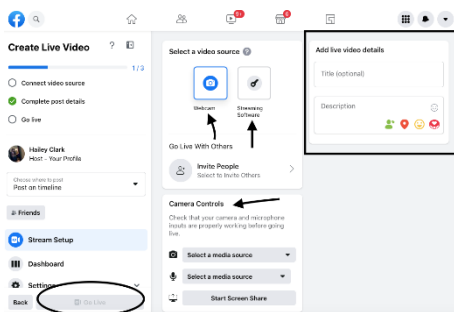 Create Live Video
?
1 / 3
Connect video source
Complete post details
Go live
Hailey Clark
Host - Your Profile
Choose where to post
Post on timeline
Friends
Stream Setup
Dashboard
Settings
Back
Go Live
Select a video source
Webcam
Streaming
Software
Go Live With Others
Invite People
Select to Invite Others
Camera Controls
Check that your camera and microphone
inputs are properly working before going
live.
Select a media source
Select a media source
Start Screen Share
Add live video details
Title (optional)
Description